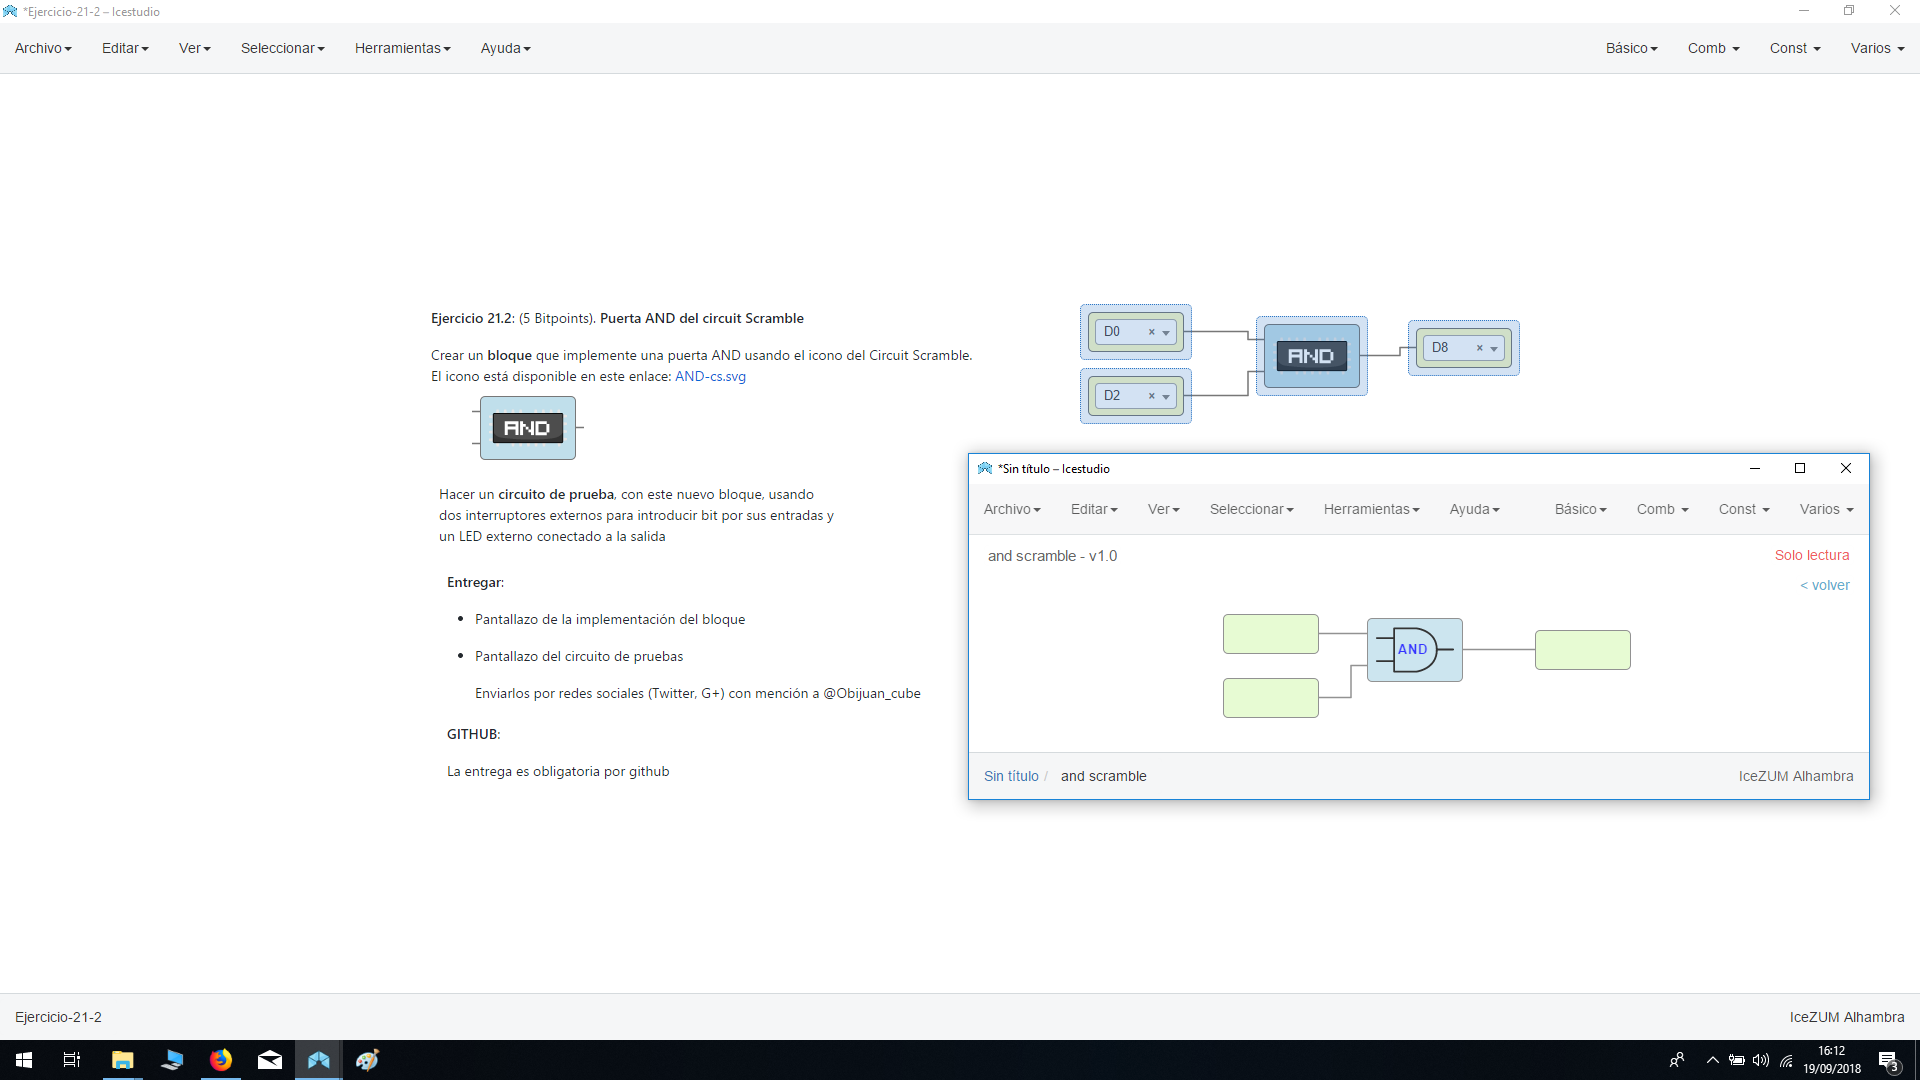 *Ejercicio-21-2 – Icestudio
Archivo Editar Ver Seleccionar Herramientas Ayuda Básico Comb Const Varios
Ejercicio 21.2: (5 Bitpoints). Puerta AND del circuit Scramble
Crear un bloque que implemente una puerta AND usando el icono del Circuit Scramble.
El icono está disponible en este enlace: AND-cs.svg
AND
Hacer un circuito de prueba, con este nuevo bloque, usando
dos interruptores externos para introducir bit por sus entradas y
un LED externo conectado a la salida
Entregar:
• Pantallazo de la implementación del bloque
• Pantallazo del circuito de pruebas
Enviarlos por redes sociales (Twitter, G+) con mención a @Obijuan_cube
GITHUB:
La entrega es obligatoria por github
D0 ×
D2 ×
AND
D8 ×
*Sin título – Icestudio
Archivo Editar Ver Seleccionar Herramientas Ayuda Básico Comb Const Varios
and scramble - v1.0
Solo lectura
< volver
AND
Sin título / and scramble
IceZUM Alhambra
Ejercicio-21-2
IceZUM Alhambra
16:12
19/09/2018
3